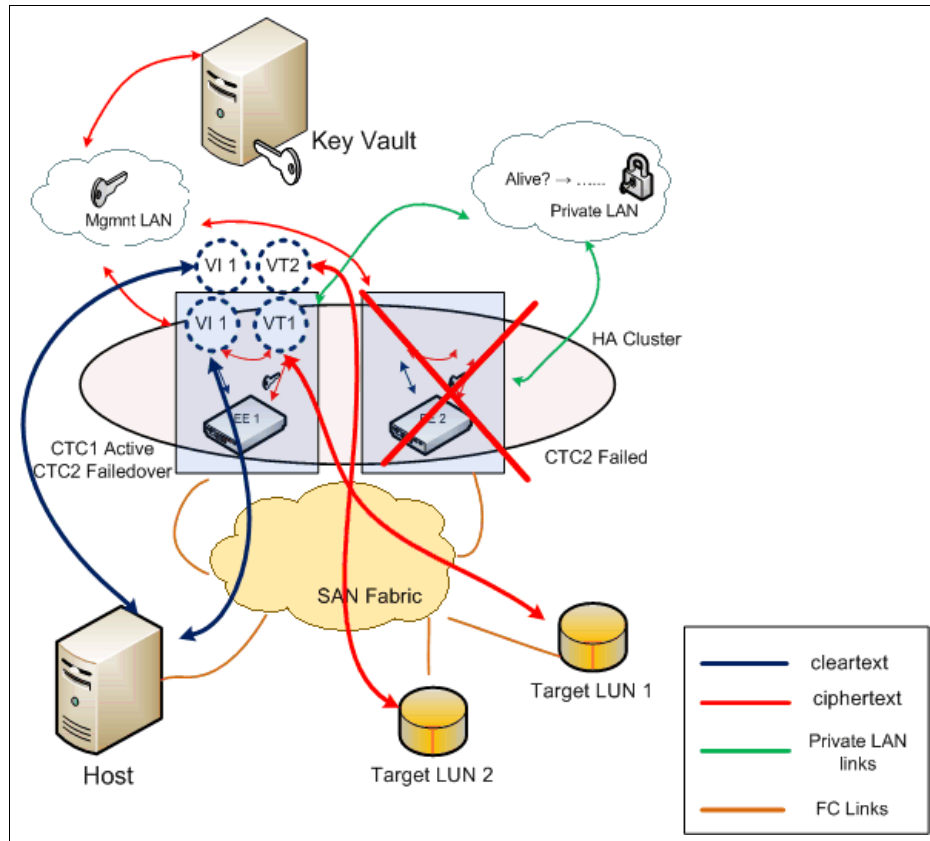 Key Vault
Mgmnt LAN
Alive? → ......
Private LAN
VI 1
VT2
VI 1
VT1
HA Cluster
EE 1
EE 2
CTC1 Active
CTC2 Failedover
CTC2 Failed
SAN Fabric
Target LUN 1
Target LUN 2
Host
cleartext
ciphertext
Private LAN
links
FC Links